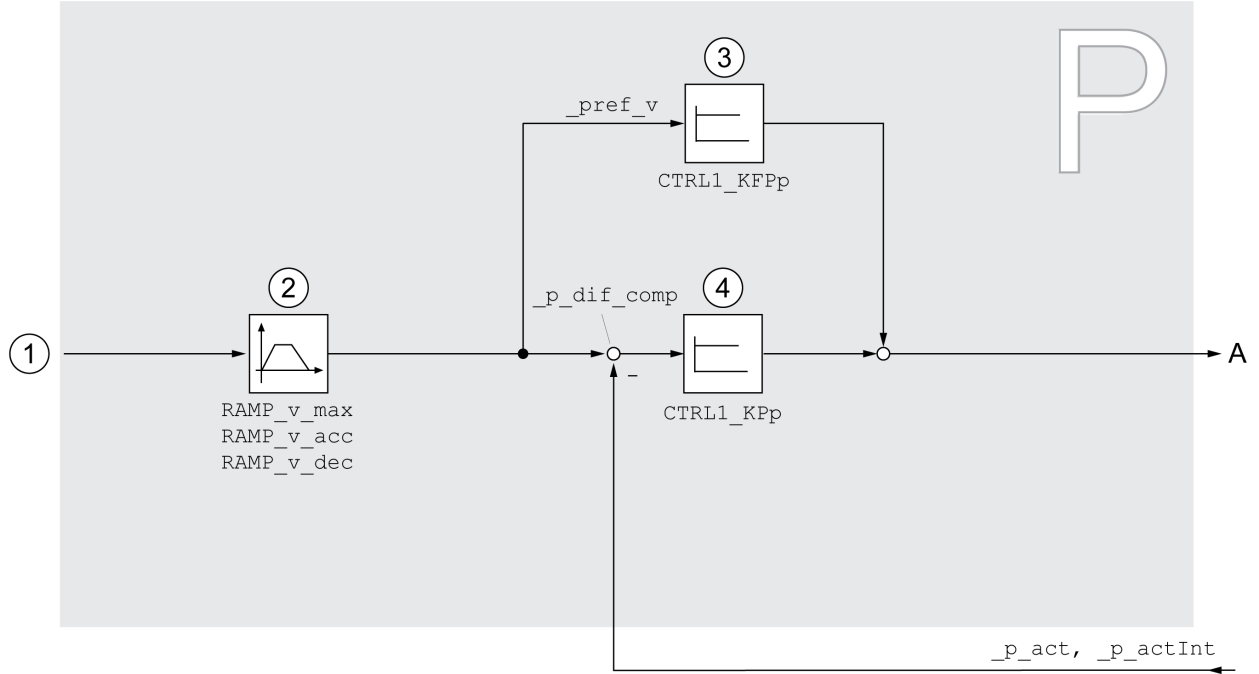 P
3
_pref_v
CTRL1_KFPp
2
_p_dif_comp
4
1
A
-
RAMP_v_max
RAMP_v_acc
RAMP_v_dec
CTRL1_KPp
_p_act, _p_actInt